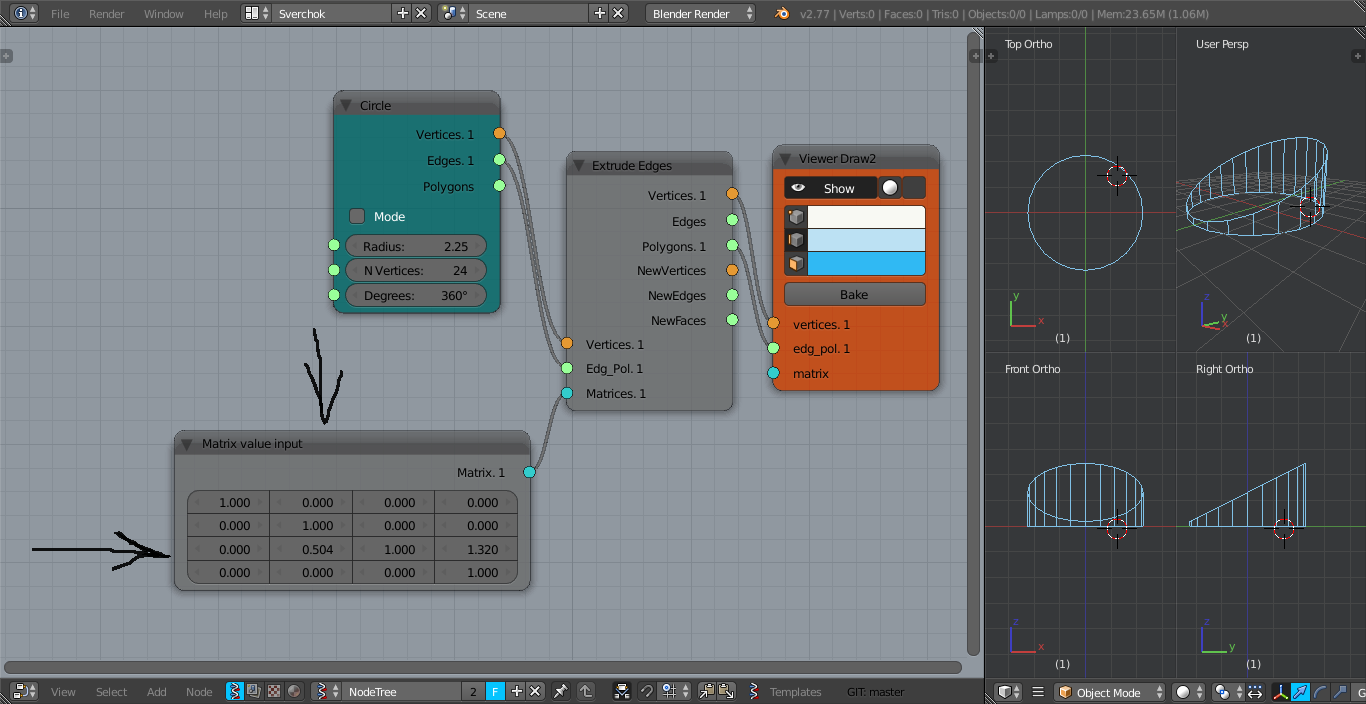 File Render Window Help Sverchok Scene Blender Render v2.77 | Verts:0 | Faces:0 | Tris:0 | Objects:0/0 | Lamps:0/0 | Mem:23.65M (1.06M)
Circle
Vertices. 1
Edges. 1
Polygons
Mode
Radius: 2.25
N Vertices: 24
Degrees: 360°
Extrude Edges
Vertices. 1
Edges
Polygons. 1
NewVertices
NewEdges
NewFaces
Vertices. 1
Edg_Pol. 1
Matrices. 1
Viewer Draw2
Show
Bake
vertices. 1
edg_pol. 1
matrix
Matrix value input
Matrix. 1
1.000 0.000 0.000 0.000
0.000 1.000 0.000 0.000
0.000 0.504 1.000 1.320
0.000 0.000 0.000 1.000
Top Ortho
y
x
(1)
User Persp
z
y
x
(1)
Front Ortho
z
x
(1)
Right Ortho
z
y
(1)
View Select Add Node NodeTree 2 F Templates GIT: master
Object Mode G